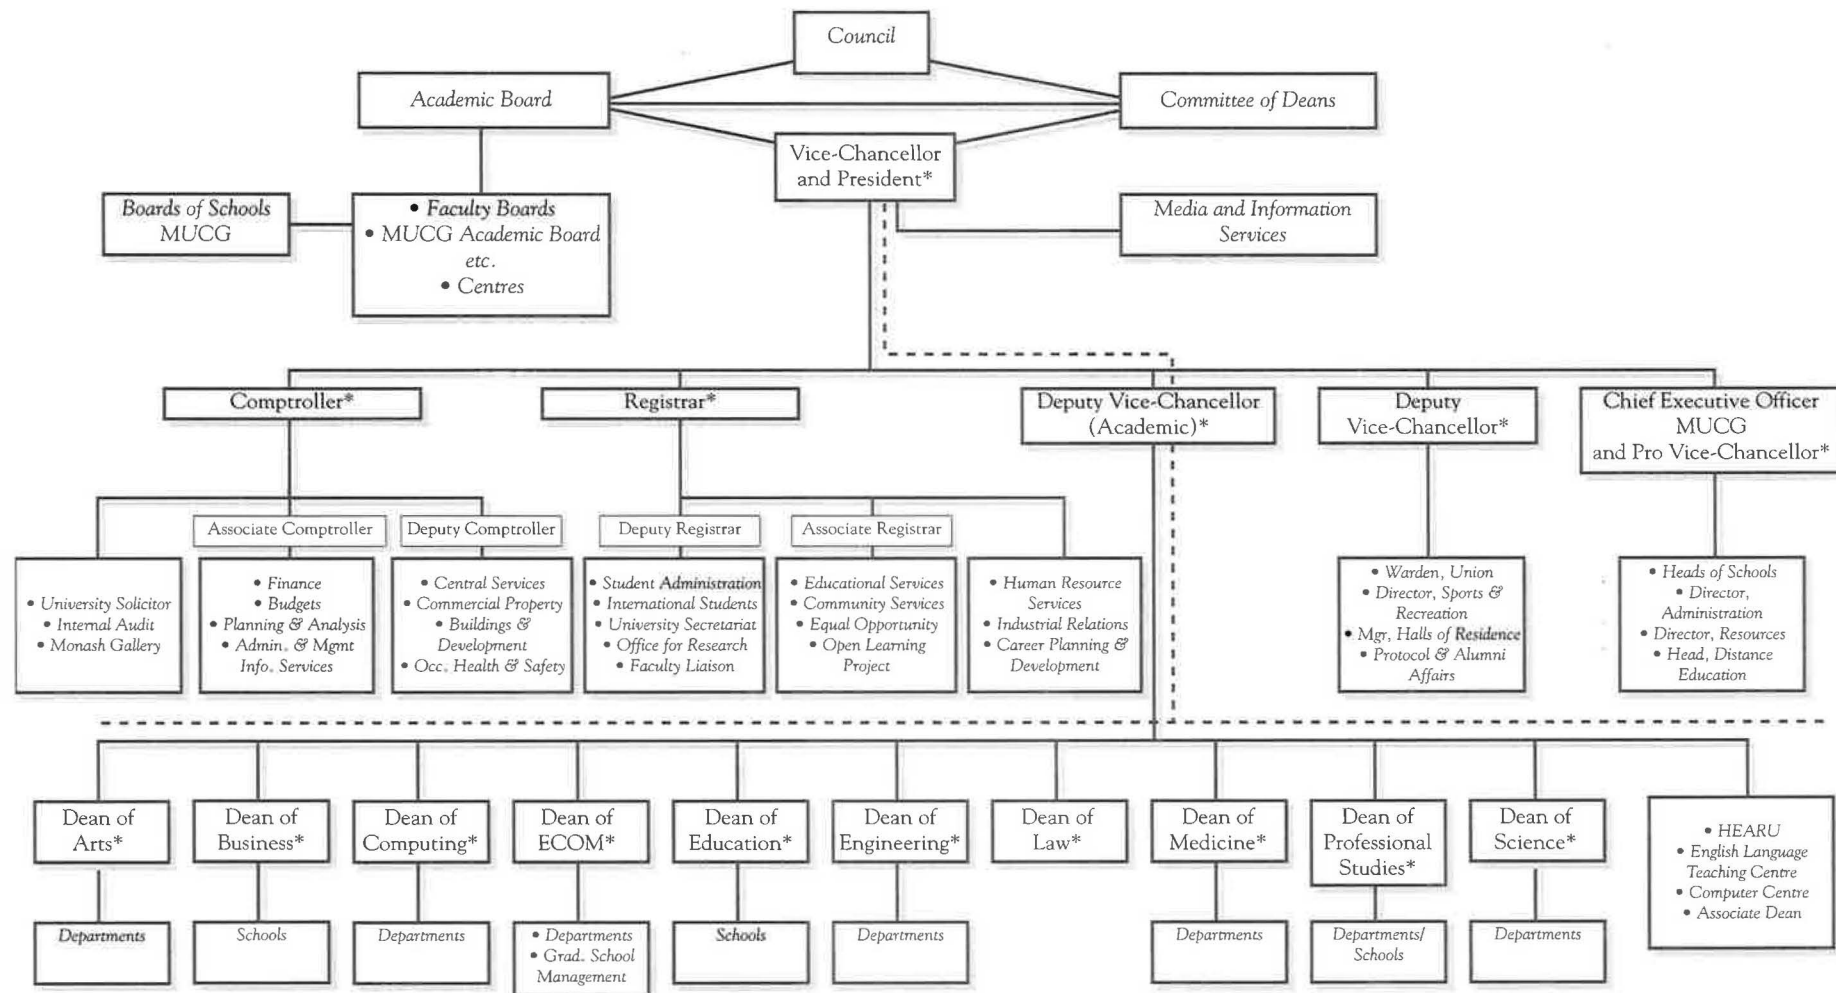 Council
Academic Board
Committee of Deans
Vice-Chancellor
and President*
Boards of Schools
MUCG
• Faculty Boards
• MUCG Academic Board
etc.
• Centres
Media and Information
Services
Comptroller*
Registrar*
Deputy Vice-Chancellor
(Academic)*
Deputy
Vice-Chancellor*
Chief Executive Officer
MUCG
and Pro Vice-Chancellor*
Associate Comptroller
Deputy Comptroller
Deputy Registrar
Associate Registrar
• University Solicitor
• Internal Audit
• Monash Gallery
• Finance
• Budgets
• Planning & Analysis
• Admin. & Mgmt
Info. Services
• Central Services
• Commercial Property
• Buildings &
Development
• Occ. Health & Safety
• Student Administration
• International Students
• University Secretariat
• Office for Research
• Faculty Liaison
• Educational Services
• Community Services
• Equal Opportunity
• Open Learning
Project
• Human Resource
Services
• Industrial Relations
• Career Planning &
Development
• Warden, Union
• Director, Sports &
Recreation
• Mgr, Halls of Residence
• Protocol & Alumni
Affairs
• Heads of Schools
• Director,
Administration
• Director, Resources
• Head, Distance
Education
Dean of
Arts*
Dean of
Business*
Dean of
Computing*
Dean of
ECOM*
Dean of
Education*
Dean of
Engineering*
Dean of
Law*
Dean of
Medicine*
Dean of
Professional
Studies*
Dean of
Science*
• HEARU
• English Language
Teaching Centre
• Computer Centre
• Associate Dean
Departments
Schools
Departments
• Departments
• Grad. School
Management
Schools
Departments
Departments
Departments/
Schools
Departments